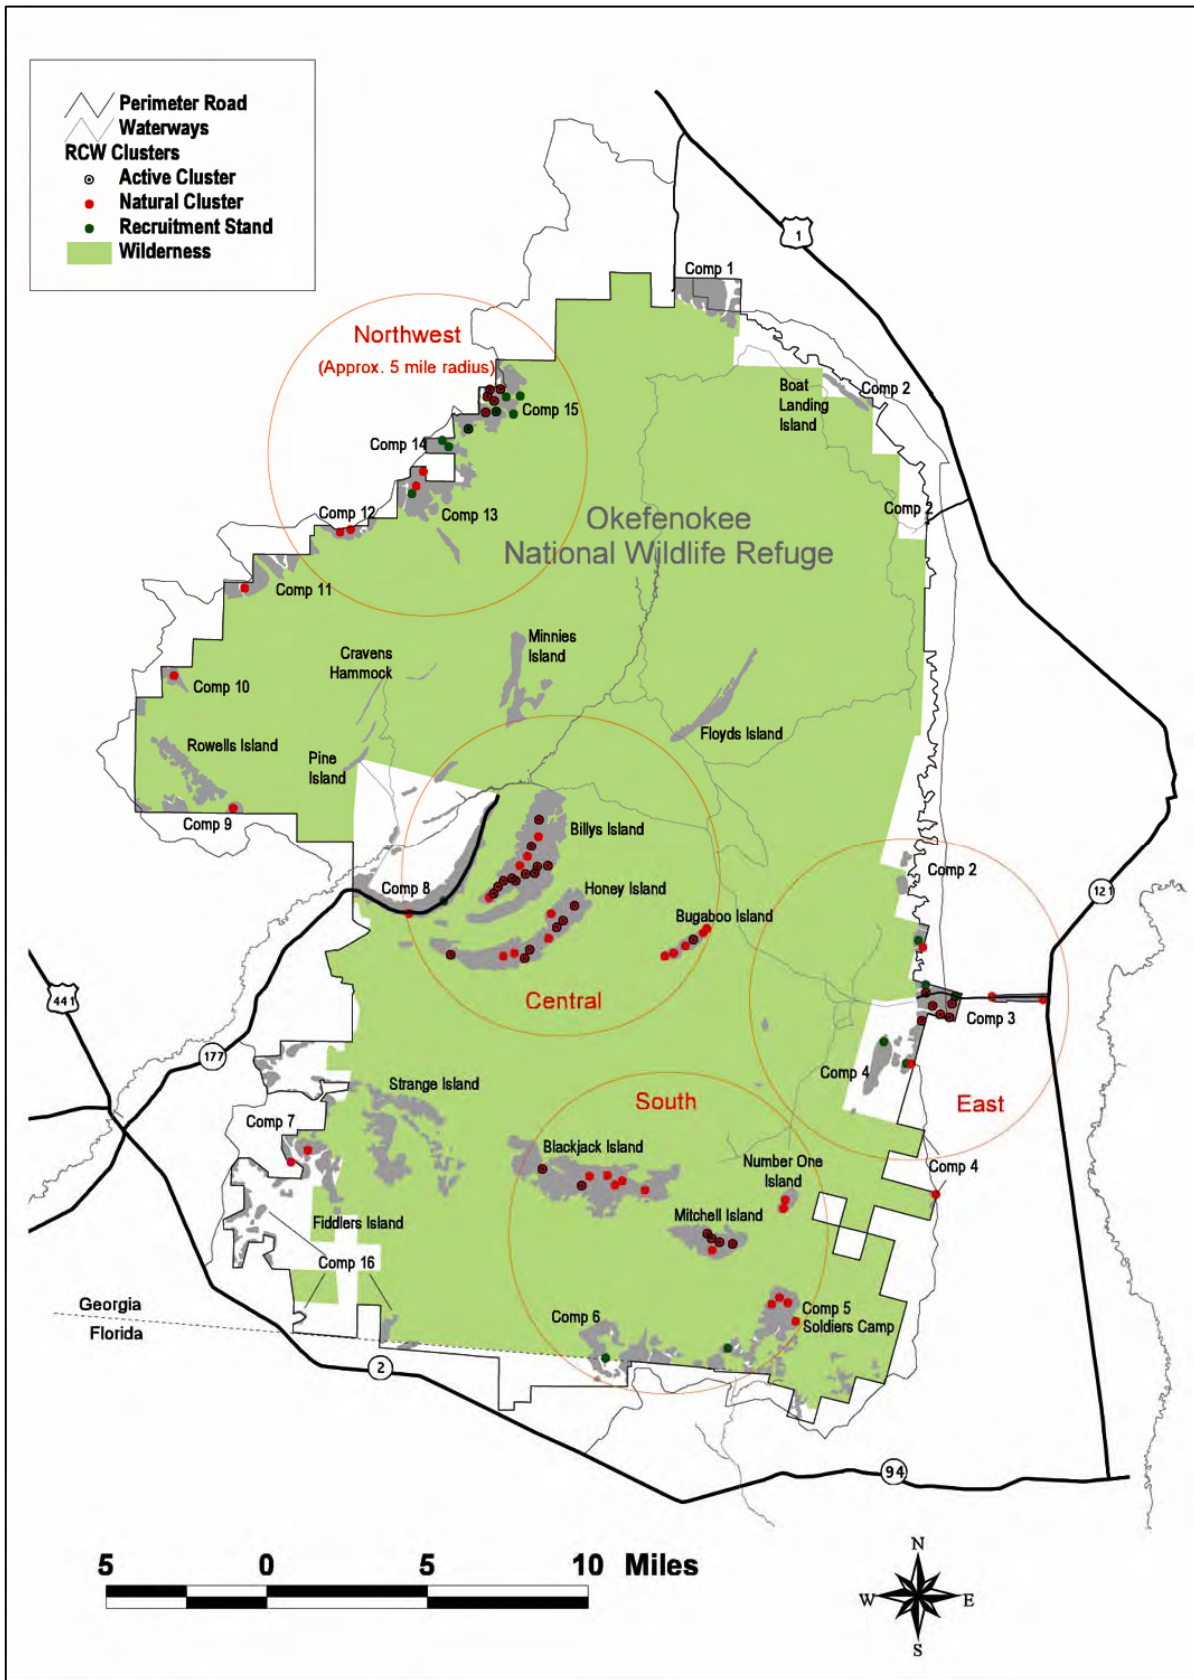 Perimeter Road
Waterways
RCW Clusters
Active Cluster
Natural Cluster
Recruitment Stand
Wilderness
1
Comp 1
Northwest
(Approx. 5 mile radius)
Boat
Landing
Island
Comp 2
Comp 15
Comp 14
Comp 12
Comp 13
Comp 2
Okefenokee
National Wildlife Refuge
Comp 11
Minnies
Island
Cravens
Hammock
Comp 10
Floyds Island
Rowells Island
Pine
Island
Comp 9
Billys Island
Comp 2
Comp 8
Honey Island
121
Bugaboo Island
441
Central
Comp 3
177
Comp 4
Strange Island
South
East
Comp 7
Blackjack Island
Number One
Island
Comp 4
Fiddlers Island
Mitchell Island
Comp 16
Georgia
Florida
Comp 6
Comp 5
Soldiers Camp
2
94
5 0 5 10 Miles
N
W E
S